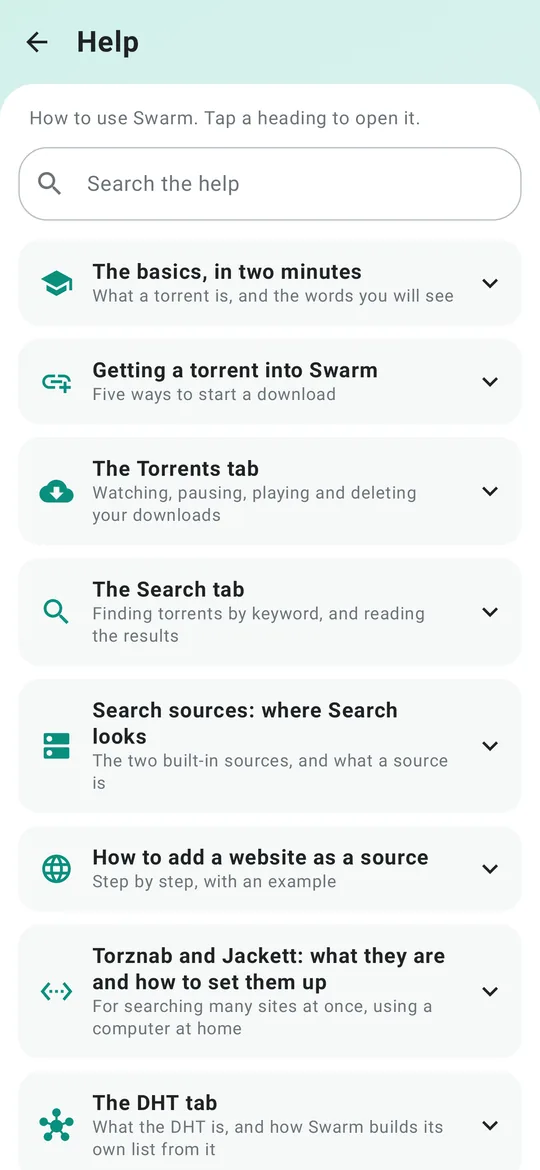 Help
How to use Swarm. Tap a heading to open it.
Search the help
The basics, in two minutes
What a torrent is, and the words you will see
Getting a torrent into Swarm
Five ways to start a download
The Torrents tab
Watching, pausing, playing and deleting
your downloads
The Search tab
Finding torrents by keyword, and reading
the results
Search sources: where Search
looks
The two built-in sources, and what a source
is
How to add a website as a source
Step by step, with an example
Torznab and Jackett: what they are
and how to set them up
For searching many sites at once, using a
computer at home
The DHT tab
What the DHT is, and how Swarm builds its
own list from it